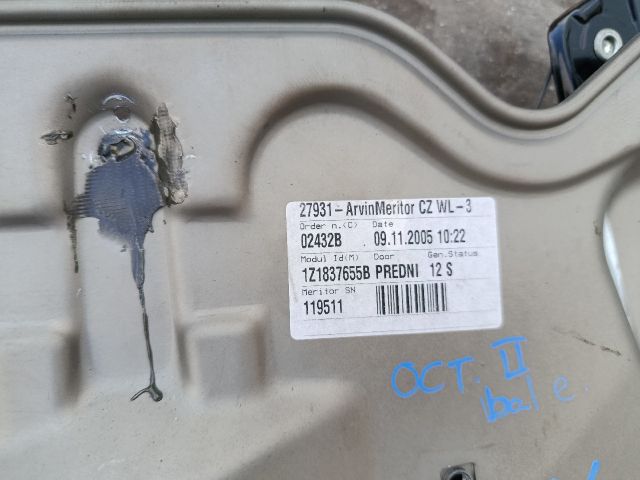 27931-ArvinMeritor CZ WL-3
Order n.(C) Date
02432B 09.11.2005 10:22
Modul Id(M) Door Gen.Status
1Z1837655B PREDNI 12 S
Meritor SN
119511
OCT. II